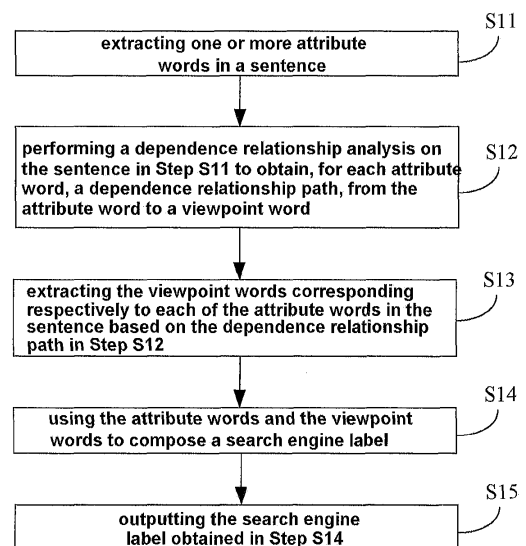 S11
extracting one or more attribute
words in a sentence
performing a dependence relationship analysis on
the sentence in Step S11 to obtain, for each attribute
word, a dependence relationship path, from the
attribute word to a viewpoint word
S12
extracting the viewpoint words corresponding
respectively to each of the attribute words in the
sentence based on the dependence relationship
path in Step S12
S13
using the attribute words and the viewpoint
words to compose a search engine label
S14
outputting the search engine
label obtained in Step S14
S15